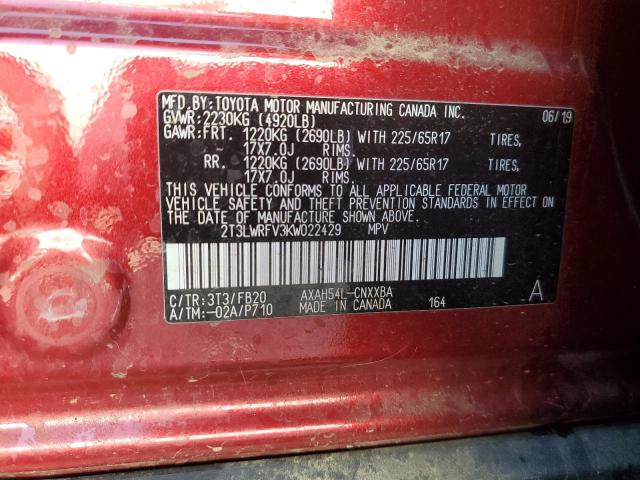 MFD.BY:TOYOTA MOTOR MANUFACTURING CANADA INC.
GVWR:2230KG (4920LB) 06/19
GAWR:FRT. 1220KG (2690LB) WITH 225/65R17 TIRES,
- 17X7.0J RIMS.
RR. 1220KG (2690LB) WITH 225/65R17 TIRES,
- 17X7.0J RIMS.
THIS VEHICLE CONFORMS TO ALL APPLICABLE FEDERAL MOTOR
VEHICLE SAFETY AND THEFT PREVENTION STANDARDS IN EFFECT ON
THE DATE OF MANUFACTURE SHOWN ABOVE.
2T3LWRFV3KW022429 MPV
C/TR:3T3/FB20 AXAH54L-CNXXBA A
A/TM:-02A/P710 MADE IN CANADA 164